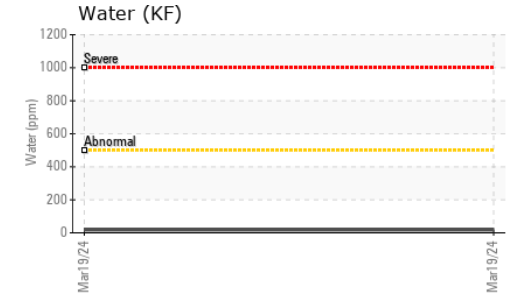 Water (KF)
1200
Severe
1000
800
600
Abnormal
400
200
0
Water (ppm)
Mar19/24
Mar19/24